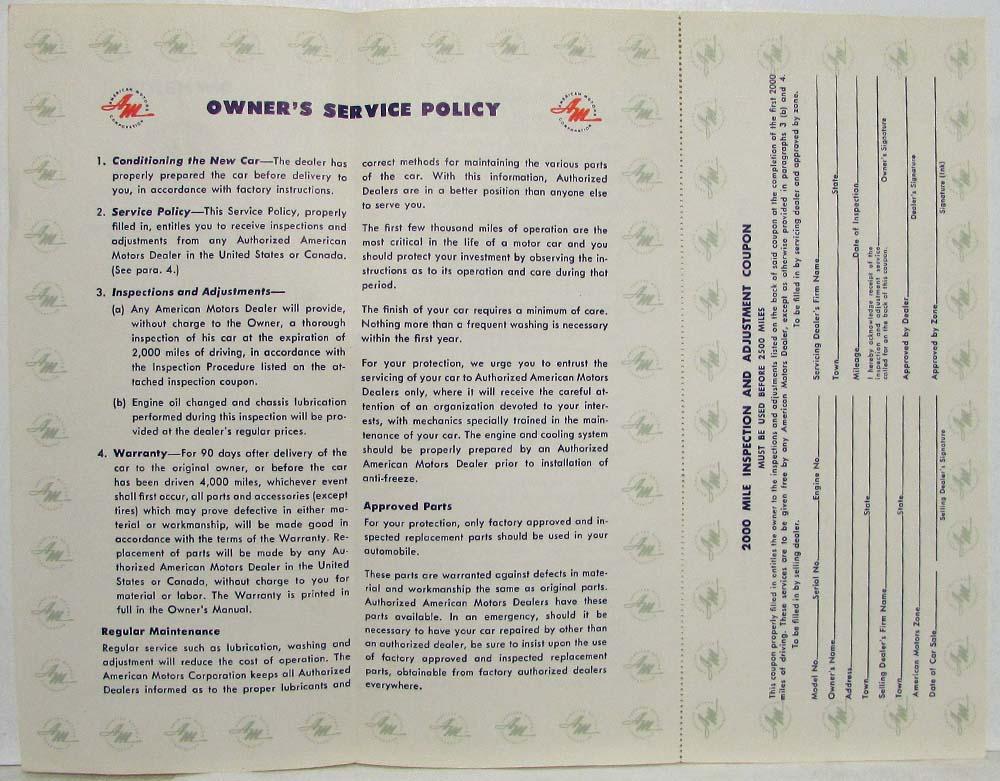 AMERICAN MOTORS
AM
CORPORATION
OWNER'S SERVICE POLICY
AMERICAN MOTORS
AM
CORPORATION
1. Conditioning the New Car—The dealer has
properly prepared the car before delivery to
you, in accordance with factory instructions.
2. Service Policy—This Service Policy, properly
filled in, entitles you to receive inspections and
adjustments from any Authorized American
Motors Dealer in the United States or Canada.
(See para. 4.)
3. Inspections and Adjustments—
(a) Any American Motors Dealer will provide,
without charge to the Owner, a thorough
inspection of his car at the expiration of
2,000 miles of driving, in accordance with
the Inspection Procedure listed on the at-
tached inspection coupon.
(b) Engine oil changed and chassis lubrication
performed during this inspection will be pro-
vided at the dealer's regular prices.
4. Warranty—For 90 days after delivery of the
car to the original owner, or before the car
has been driven 4,000 miles, whichever event
shall first occur, all parts and accessories (except
tires) which may prove defective in either ma-
terial or workmanship, will be made good in
accordance with the terms of the Warranty. Re-
placement of parts will be made by any Au-
thorized American Motors Dealer in the United
States or Canada, without charge to you for
material or labor. The Warranty is printed in
full in the Owner's Manual.
Regular Maintenance
Regular service such as lubrication, washing and
adjustment will reduce the cost of operation. The
American Motors Corporation keeps all Authorized
Dealers informed as to the proper lubricants and
correct methods for maintaining the various parts
of the car. With this information, Authorized
Dealers are in a better position than anyone else
to serve you.
The first few thousand miles of operation are the
most critical in the life of a motor car and you
should protect your investment by observing the in-
structions as to its operation and care during that
period.
The finish of your car requires a minimum of care.
Nothing more than a frequent washing is necessary
within the first year.
For your protection, we urge you to entrust the
servicing of your car to Authorized American Motors
Dealers only, where it will receive the careful at-
tention of an organization devoted to your inter-
ests, with mechanics specially trained in the main-
tenance of your car. The engine and cooling system
should be properly prepared by an Authorized
American Motors Dealer prior to installation of
anti-freeze.
Approved Parts
For your protection, only factory approved and in-
spected replacement parts should be used in your
automobile.
These parts are warranted against defects in mate-
rial and workmanship the same as original parts.
Authorized American Motors Dealers have these
parts available. In an emergency, should it be
necessary to have your car repaired by other than
an authorized dealer, be sure to insist upon the use
of factory approved and inspected replacement
parts, obtainable from factory authorized dealers
everywhere.
2000 MILE INSPECTION AND ADJUSTMENT COUPON
MUST BE USED BEFORE 2500 MILES
This coupon properly filled in entitles the owner to the inspections and adjustments listed on the back of said coupon at the completion of the first 2000
miles of driving. These services are to be given free by any American Motors Dealer, except as otherwise provided in paragraphs 3 (b) and 4.
To be filled in by selling dealer.
Model No. Serial No. Engine No.
Owner's Name
Address
Town State
Selling Dealer's Firm Name
Town State
American Motors Zone
Date of Car Sale
Selling Dealer's Signature
To be filled in by servicing dealer and approved by zone.
Servicing Dealer's Firm Name
Town State
Mileage Date of Inspection
I hereby acknowledge receipt of the
inspection and adjustment service
called for on the back of this coupon.
Owner's Signature
Approved by Dealer
Dealer's Signature
Approved by Zone
Signature (Ink)